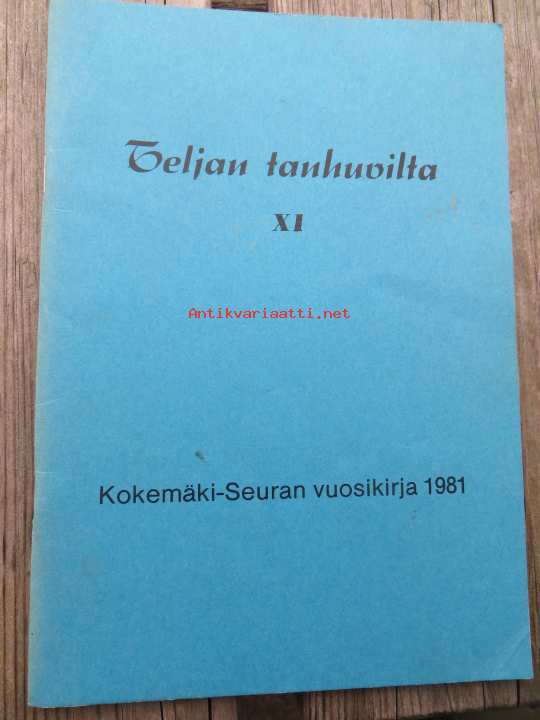 Teljan tanhuvilta
XI
Antikvariaatti.net
Kokemäki-Seuran vuosikirja 1981